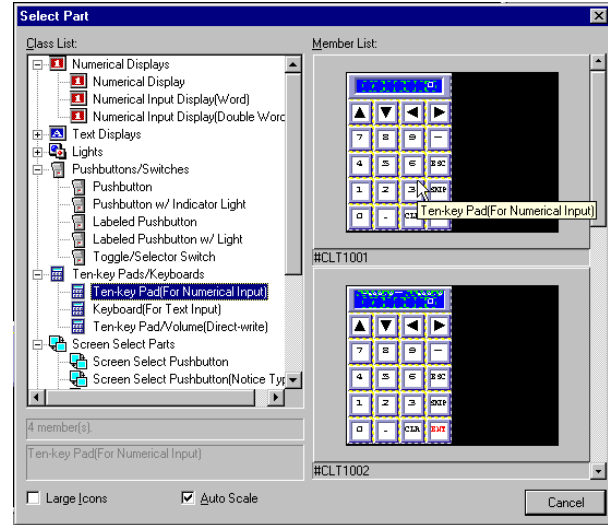 Select Part
Class List:
Member List:
Numerical Displays
Numerical Display
Numerical Input Display(Word)
Numerical Input Display(Double Word
Text Displays
Lights
Pushbuttons/Switches
Pushbutton
Pushbutton w/ Indicator Light
Labeled Pushbutton
Labeled Pushbutton w/ Light
Toggle/Selector Switch
Ten-key Pads/Keyboards
Ten-key Pad(For Numerical Input)
Keyboard(For Text Input)
Ten-key Pad/Volume(Direct-write)
Screen Select Parts
Screen Select Pushbutton
Screen Select Pushbutton(Notice Typ
4 member(s).
Ten-key Pad(For Numerical Input)
Large Icons
Auto Scale
7 8 9 -
4 5 6 ESC
1 2 3 SKIP
0 .
Ten-key Pad(For Numerical Input)
#CLT1001
7 8 9 -
4 5 6 ESC
1 2 3 SKIP
0 . CLR ENT
#CLT1002
Cancel